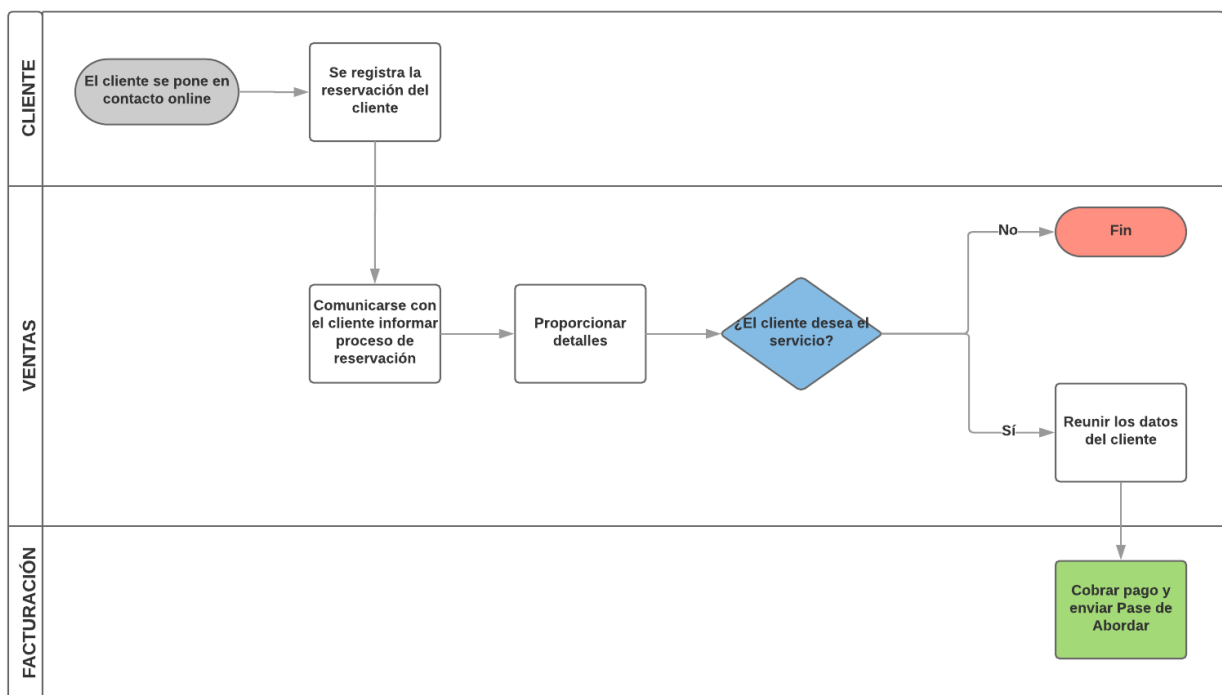 CLIENTE
El cliente se pone en
contacto online
Se registra la
reservación del
cliente
VENTAS
Comunicarse con
el cliente informar
proceso de
reservación
Proporcionar
detalles
¿El cliente desea el
servicio?
No
Fin
Sí
Reunir los datos
del cliente
FACTURACIÓN
Cobrar pago y
enviar Pase de
Abordar